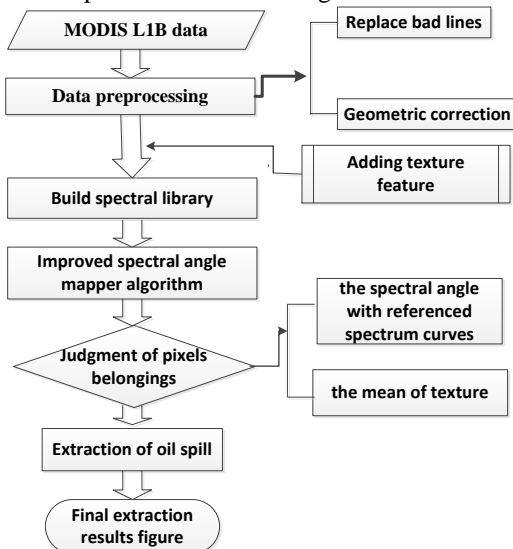 MODIS L1B data
Replace bad lines
Data preprocessing
Geometric correction
Adding texture
feature
Build spectral library
Improved spectral angle
mapper algorithm
the spectral angle
with referenced
spectrum curves
Judgment of pixels
belongings
the mean of texture
Extraction of oil spill
Final extraction
results figure